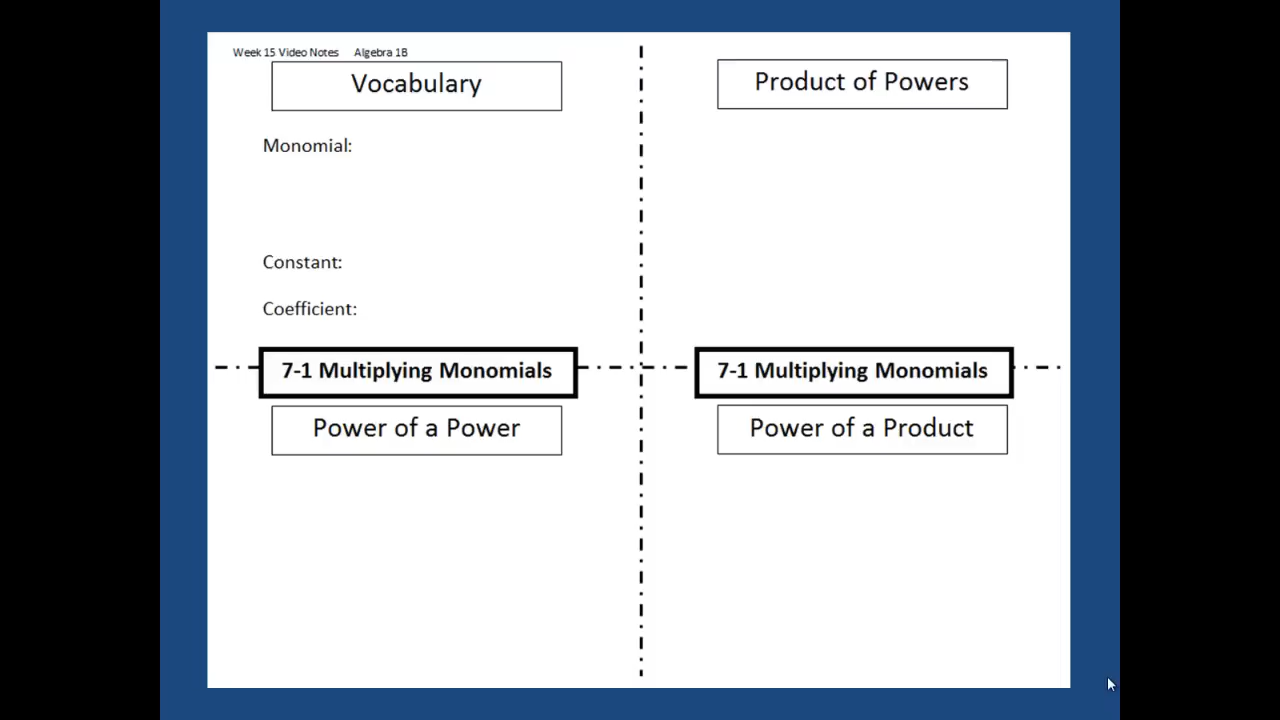 Week 15 Video Notes Algebra 1B
Vocabulary
Monomial:
Constant:
Coefficient:
7-1 Multiplying Monomials
Power of a Power
Product of Powers
7-1 Multiplying Monomials
Power of a Product